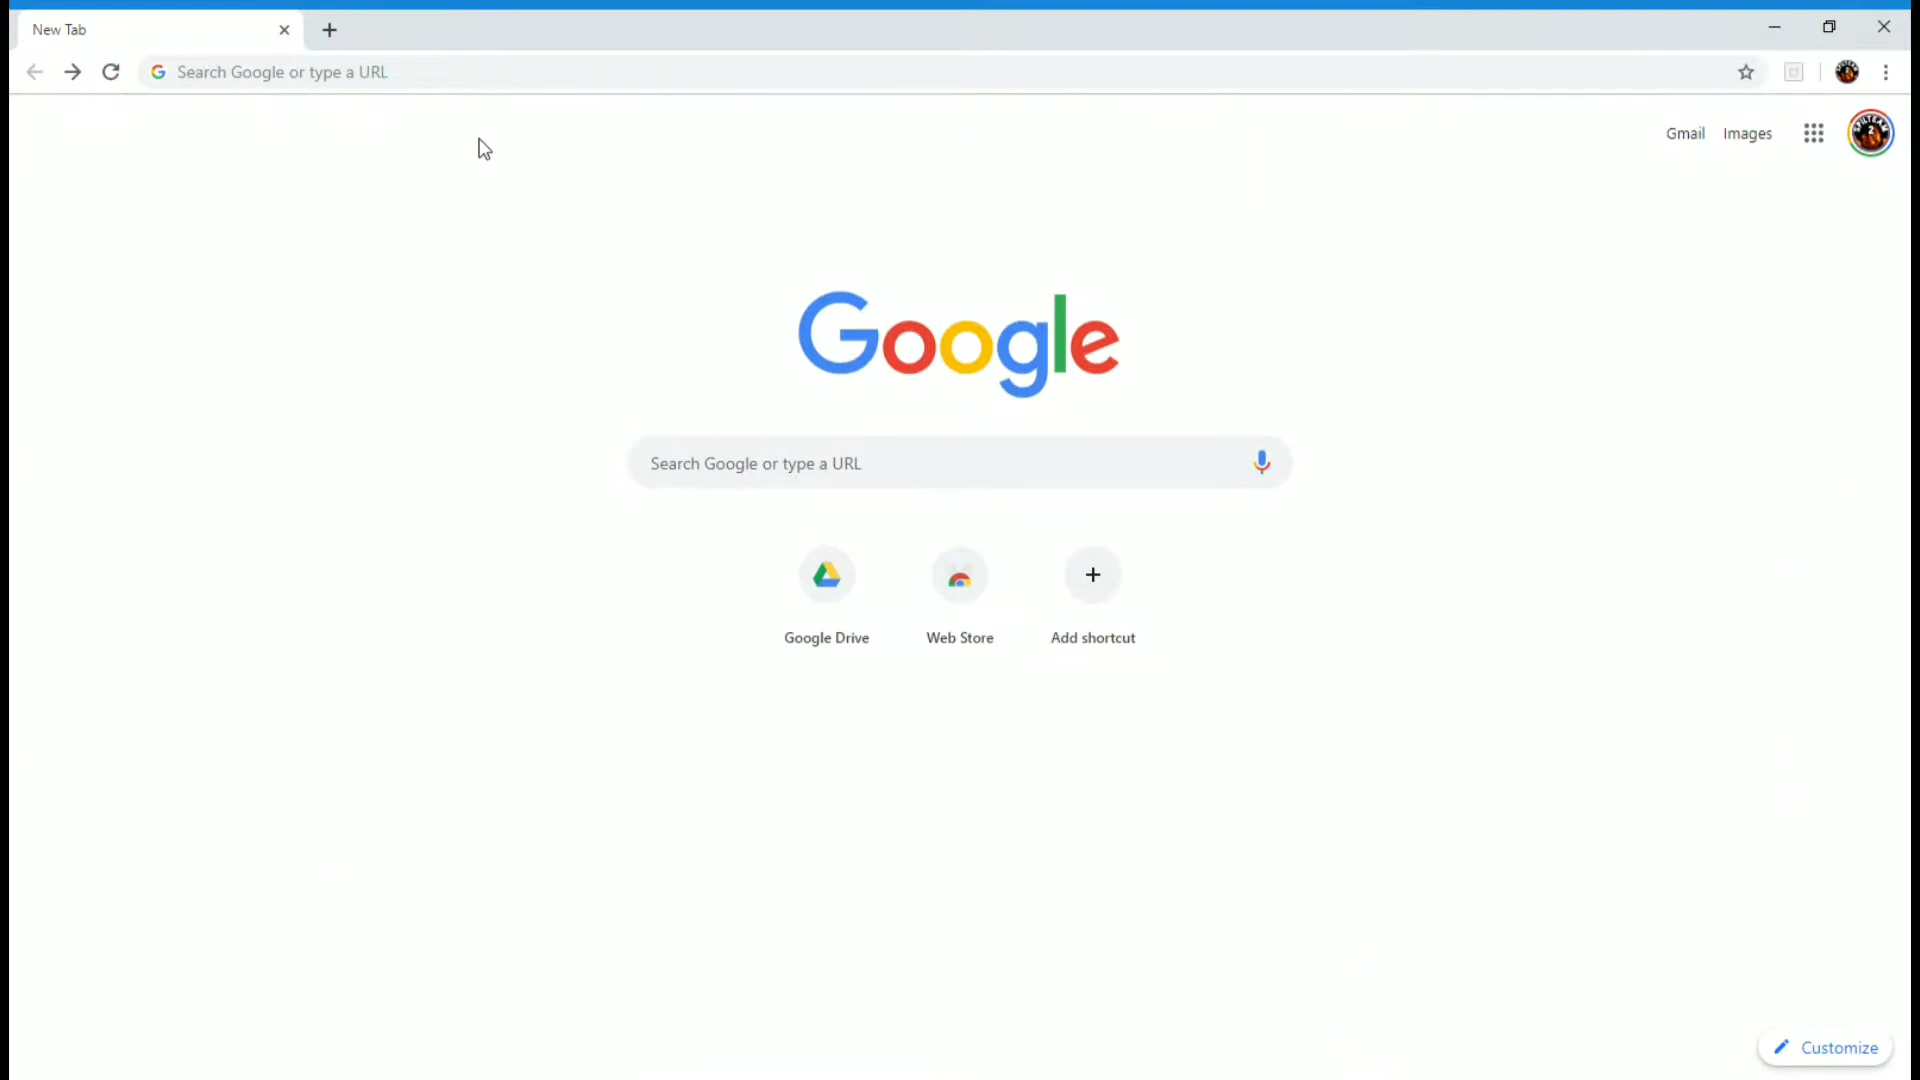 New Tab
Search Google or type a URL
Gmail Images
Google
Search Google or type a URL
Google Drive Web Store Add shortcut
Customize